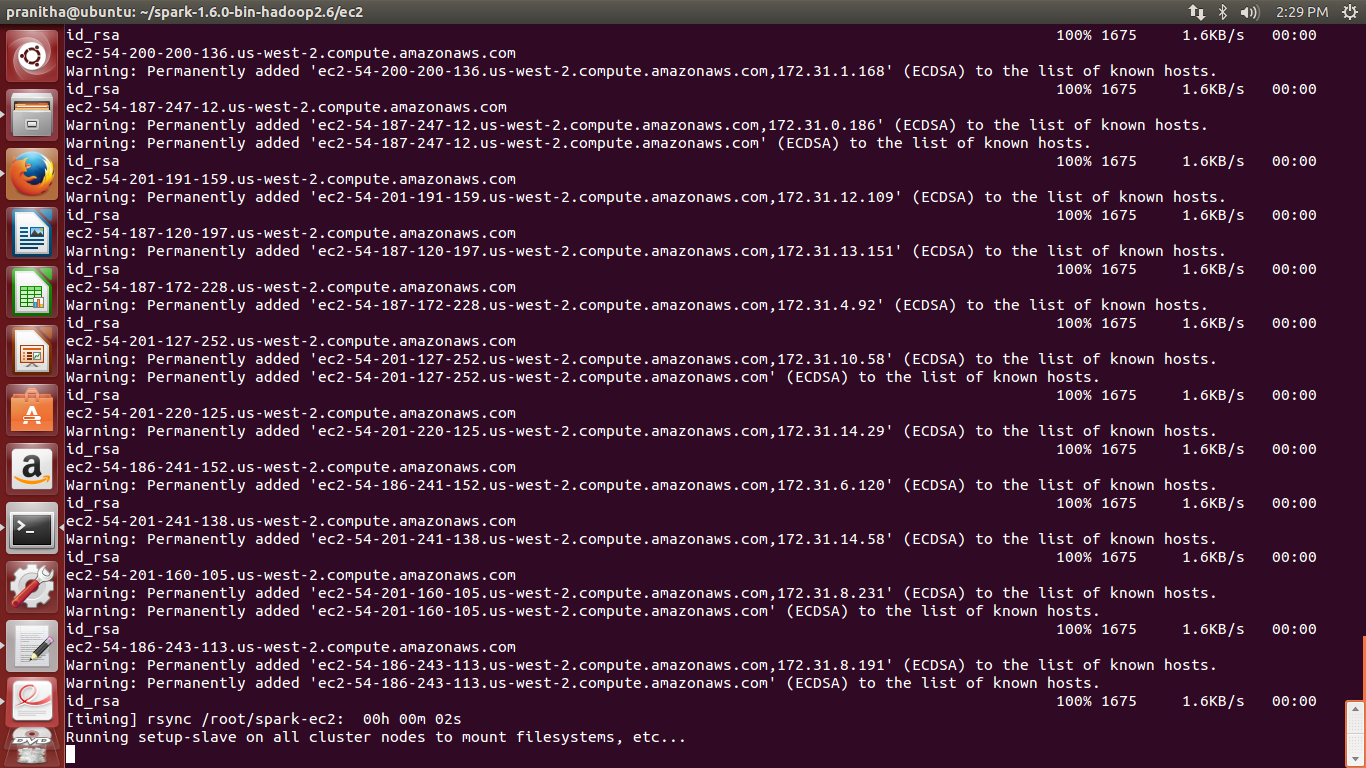 pranitha@ubuntu: ~/spark-1.6.0-bin-hadoop2.6/ec2 2:29 PM
id_rsa 100% 1675 1.6KB/s 00:00
ec2-54-200-200-136.us-west-2.compute.amazonaws.com
Warning: Permanently added 'ec2-54-200-200-136.us-west-2.compute.amazonaws.com,172.31.1.168' (ECDSA) to the list of known hosts.
id_rsa 100% 1675 1.6KB/s 00:00
ec2-54-187-247-12.us-west-2.compute.amazonaws.com
Warning: Permanently added 'ec2-54-187-247-12.us-west-2.compute.amazonaws.com,172.31.0.186' (ECDSA) to the list of known hosts.
Warning: Permanently added 'ec2-54-187-247-12.us-west-2.compute.amazonaws.com' (ECDSA) to the list of known hosts.
id_rsa 100% 1675 1.6KB/s 00:00
ec2-54-201-191-159.us-west-2.compute.amazonaws.com
Warning: Permanently added 'ec2-54-201-191-159.us-west-2.compute.amazonaws.com,172.31.12.109' (ECDSA) to the list of known hosts.
id_rsa 100% 1675 1.6KB/s 00:00
ec2-54-187-120-197.us-west-2.compute.amazonaws.com
Warning: Permanently added 'ec2-54-187-120-197.us-west-2.compute.amazonaws.com,172.31.13.151' (ECDSA) to the list of known hosts.
id_rsa 100% 1675 1.6KB/s 00:00
ec2-54-187-172-228.us-west-2.compute.amazonaws.com
Warning: Permanently added 'ec2-54-187-172-228.us-west-2.compute.amazonaws.com,172.31.4.92' (ECDSA) to the list of known hosts.
id_rsa 100% 1675 1.6KB/s 00:00
ec2-54-201-127-252.us-west-2.compute.amazonaws.com
Warning: Permanently added 'ec2-54-201-127-252.us-west-2.compute.amazonaws.com,172.31.10.58' (ECDSA) to the list of known hosts.
Warning: Permanently added 'ec2-54-201-127-252.us-west-2.compute.amazonaws.com' (ECDSA) to the list of known hosts.
id_rsa 100% 1675 1.6KB/s 00:00
ec2-54-201-220-125.us-west-2.compute.amazonaws.com
Warning: Permanently added 'ec2-54-201-220-125.us-west-2.compute.amazonaws.com,172.31.14.29' (ECDSA) to the list of known hosts.
id_rsa 100% 1675 1.6KB/s 00:00
ec2-54-186-241-152.us-west-2.compute.amazonaws.com
Warning: Permanently added 'ec2-54-186-241-152.us-west-2.compute.amazonaws.com,172.31.6.120' (ECDSA) to the list of known hosts.
id_rsa 100% 1675 1.6KB/s 00:00
ec2-54-201-241-138.us-west-2.compute.amazonaws.com
Warning: Permanently added 'ec2-54-201-241-138.us-west-2.compute.amazonaws.com,172.31.14.58' (ECDSA) to the list of known hosts.
id_rsa 100% 1675 1.6KB/s 00:00
ec2-54-201-160-105.us-west-2.compute.amazonaws.com
Warning: Permanently added 'ec2-54-201-160-105.us-west-2.compute.amazonaws.com,172.31.8.231' (ECDSA) to the list of known hosts.
Warning: Permanently added 'ec2-54-201-160-105.us-west-2.compute.amazonaws.com' (ECDSA) to the list of known hosts.
id_rsa 100% 1675 1.6KB/s 00:00
ec2-54-186-243-113.us-west-2.compute.amazonaws.com
Warning: Permanently added 'ec2-54-186-243-113.us-west-2.compute.amazonaws.com,172.31.8.191' (ECDSA) to the list of known hosts.
Warning: Permanently added 'ec2-54-186-243-113.us-west-2.compute.amazonaws.com' (ECDSA) to the list of known hosts.
id_rsa 100% 1675 1.6KB/s 00:00
[timing] rsync /root/spark-ec2:  00h 00m 02s
Running setup-slave on all cluster nodes to mount filesystems, etc...
DVD